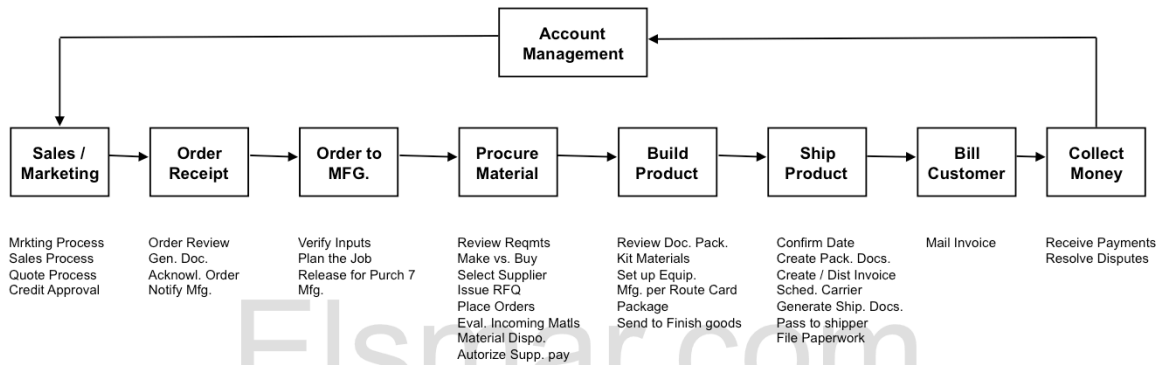 Account
Management
Sales /
Marketing
Order
Receipt
Order to
MFG.
Procure
Material
Build
Product
Ship
Product
Bill
Customer
Collect
Money
Mrkting Process
Sales Process
Quote Process
Credit Approval
Order Review
Gen. Doc.
Acknowl. Order
Notify Mfg.
Verify Inputs
Plan the Job
Release for Purch 7
Mfg.
Review Reqmts
Make vs. Buy
Select Supplier
Issue RFQ
Place Orders
Eval. Incoming Matls
Material Dispo.
Autorize Supp. pay
Review Doc. Pack.
Kit Materials
Set up Equip.
Mfg. per Route Card
Package
Send to Finish goods
Confirm Date
Create Pack. Docs.
Create / Dist Invoice
Sched. Carrier
Generate Ship. Docs.
Pass to shipper
File Paperwork
Mail Invoice
Receive Payments
Resolve Disputes
Elsmar.com